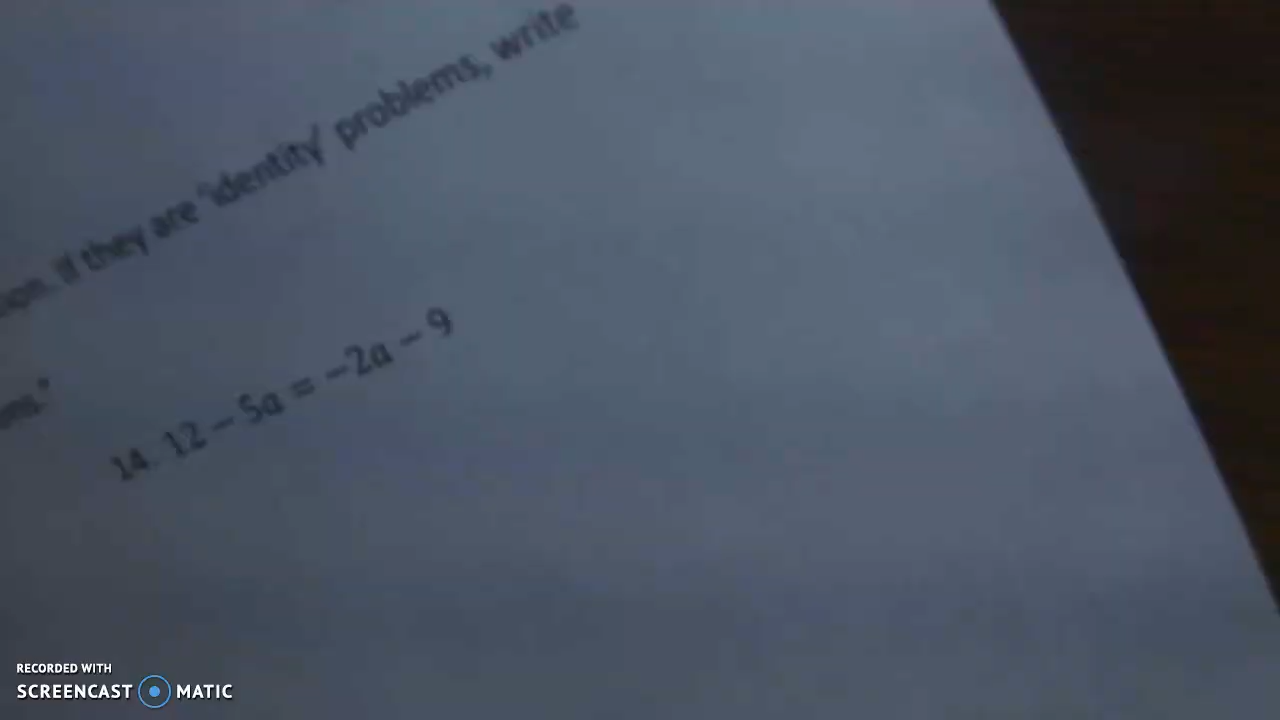 If they are "identity" problems, write
14. 12 – 5a = –2a – 9
RECORDED WITH
SCREENCAST MATIC